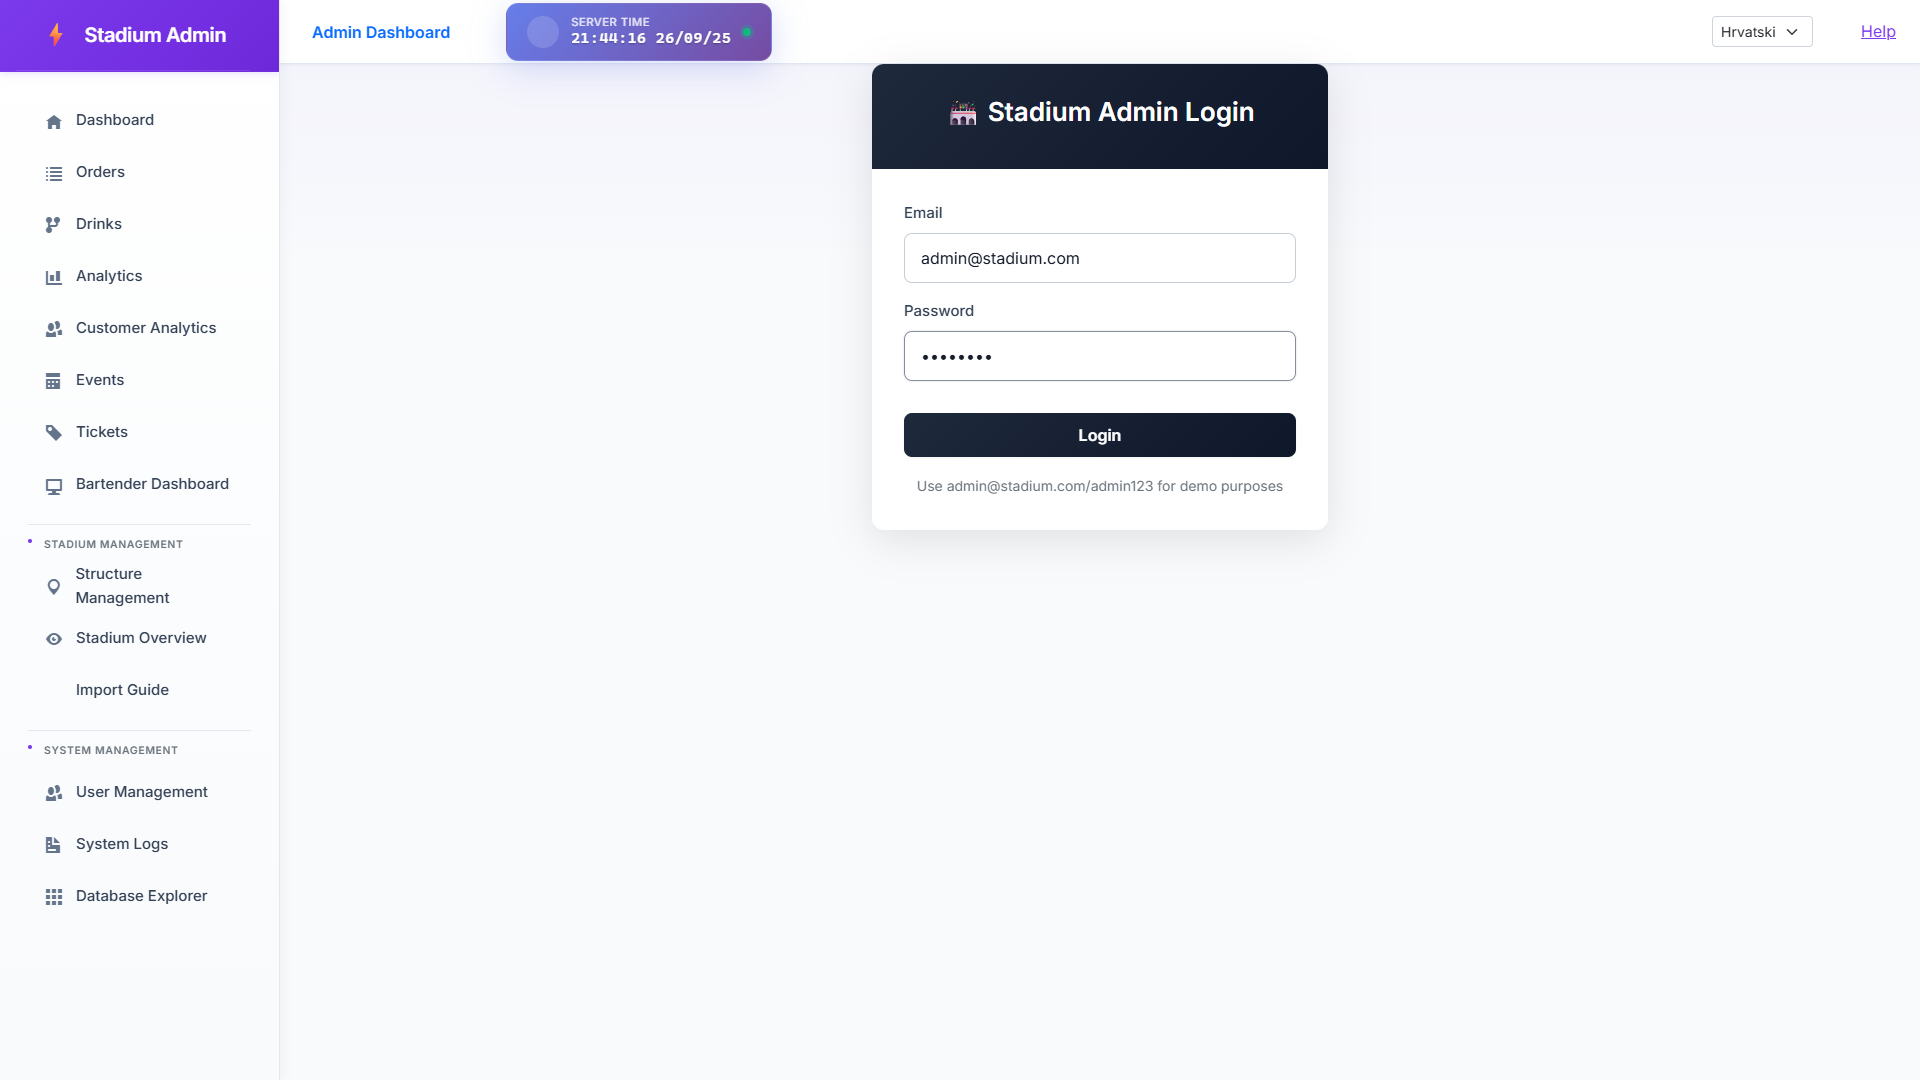 Stadium Admin
Admin Dashboard
SERVER TIME
21:44:16 26/09/25
Hrvatski
Help
Dashboard
Orders
Drinks
Analytics
Customer Analytics
Events
Tickets
Bartender Dashboard
STADIUM MANAGEMENT
Structure
Management
Stadium Overview
Import Guide
SYSTEM MANAGEMENT
User Management
System Logs
Database Explorer
Stadium Admin Login
Email
admin@stadium.com
Password
••••••••
Login
Use admin@stadium.com/admin123 for demo purposes